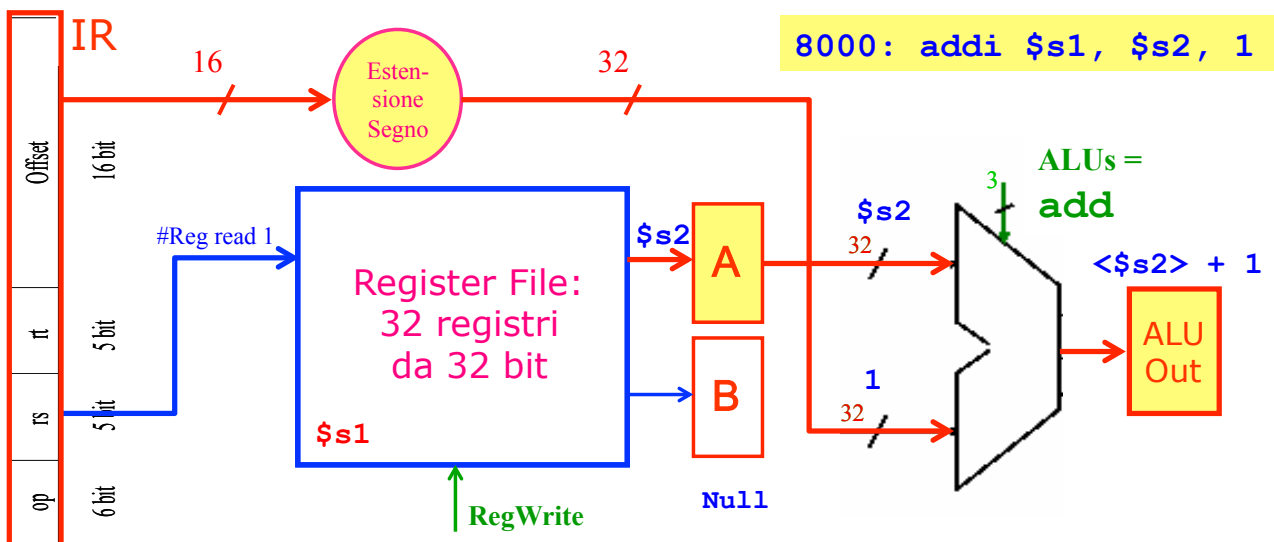 IR
16
Esten-
sione
Segno
32
8000: addi $s1, $s2, 1
Offset
16 bit
#Reg read 1
Register File:
32 registri
da 32 bit
$s1
$s2
A
B
Null
RegWrite
$s2
32
1
32
3
ALUs =
add
<$s2> + 1
ALU
Out
rt
5 bit
rs
5 bit
op
6 bit